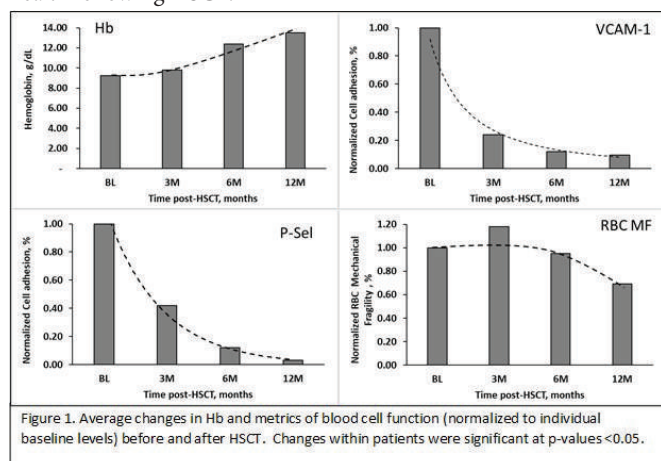 Hb
14.00
12.00
10.00
8.00
6.00
4.00
2.00
-
Hemoglobin, g/dL
BL 3M 6M 12M
Time post-HSCT, months
VCAM-1
1.00
0.80
0.60
0.40
0.20
0.00
Normalized Cell adhesion, %
BL 3M 6M 12M
Time post-HSCT, months
P-Sel
1.00
0.80
0.60
0.40
0.20
0.00
Normalized Cell adhesion, %
BL 3M 6M 12M
Time post-HSCT, months
RBC MF
1.20
1.00
0.80
0.60
0.40
0.20
0.00
Normalized RBC Mechanical
Fragility, %
BL 3M 6M 12M
Time post-HSCT, months
Figure 1. Average changes in Hb and metrics of blood cell function (normalized to individual
baseline levels) before and after HSCT. Changes within patients were significant at p-values <0.05.